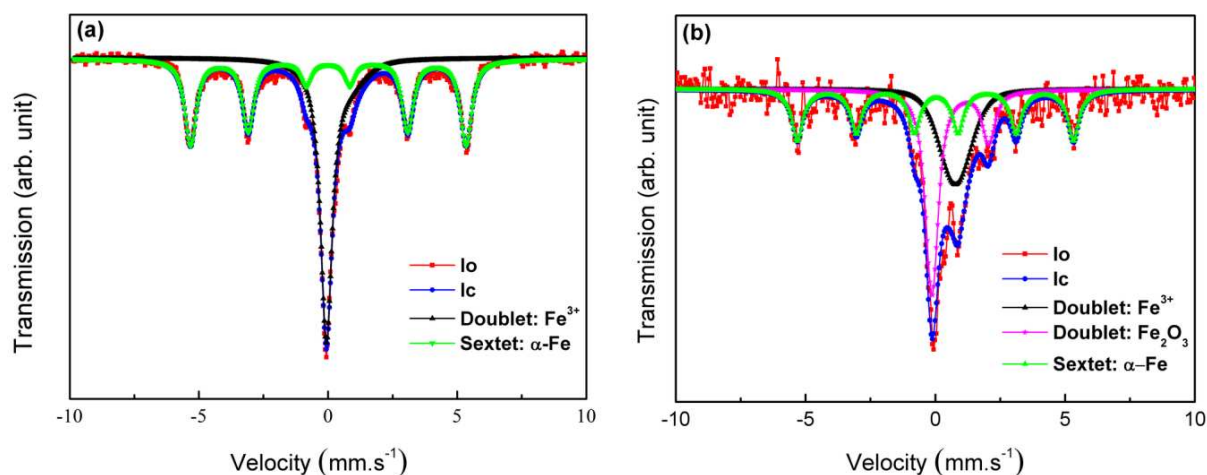 (a)
Transmission (arb. unit)
Io
Ic
Doublet: Fe³⁺
Sextet: α-Fe
-10 -5 0 5 10
Velocity (mm.s⁻¹)
(b)
Transmission (arb. unit)
Io
Ic
Doublet: Fe³⁺
Doublet: Fe₂O₃
Sextet: α–Fe
-10 -5 0 5 10
Velocity (mm.s⁻¹)